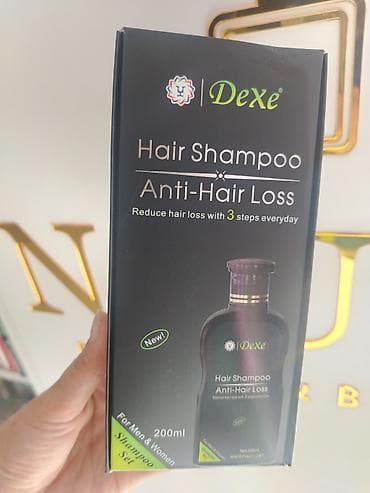 DeXe®
Hair Shampoo
Anti-Hair Loss
Reduce hair loss with 3 steps everyday
New!
DeXe
Hair Shampoo
Anti-Hair Loss
200ml
For Men & Women
Shampoo
Set
N
U
B